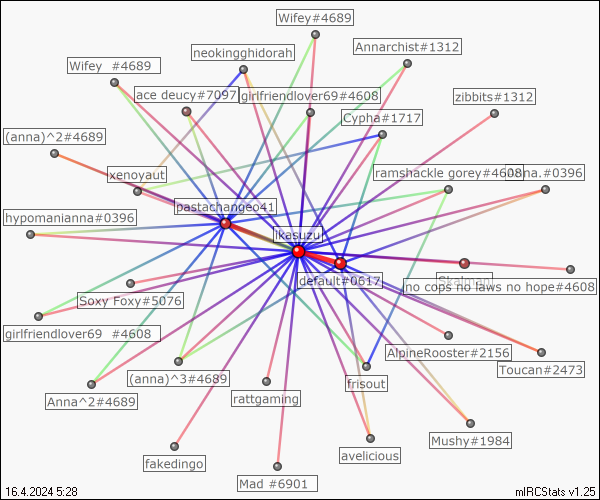 Wifey#4689
neokingghidorah
Annarchist#1312
Wifey #4689
ace deucy#7097
girlfriendlover69#4608
zibbits#1312
Cypha#1717
(anna)^2#4689
xenoyaut
ramshackle gorey#4608
#0396
pastachangeo41
hypomanianna#0396
ikasuzu
default#0617
no cops no laws no hope#4608
Soxy Foxy#5076
girlfriendlover69 #4608
AlpineRooster#2156
Toucan#2473
(anna)^3#4689
frisout
rattgaming
Anna^2#4689
Mushy#1984
avelicious
fakedingo
Mad #6901
16.4.2024 5:28
mIRCStats v1.25